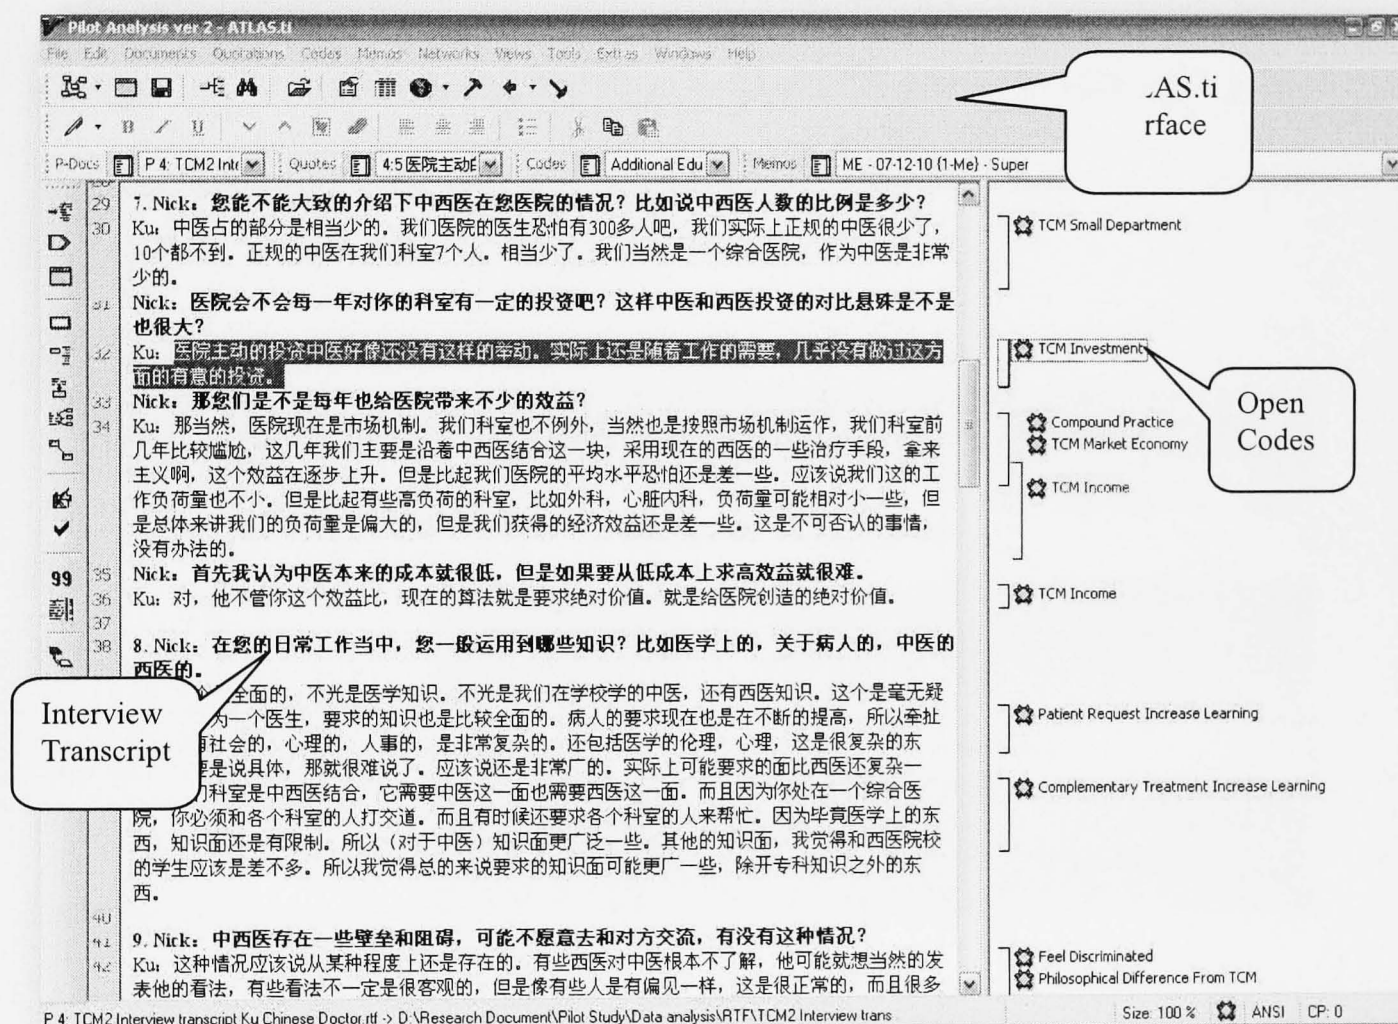 Pilot Analysis ver 2 - ATLAS.ti
File Edit Documents Quotations Codes Memos Networks Views Tools Extras Windows Help
.AS.ti
rface
B I U
P-Docs P 4: TCM2 Inte Quotes 4:5医院主动 Codes Additional Edu Memos ME - 07-12-10 {1-Me} - Super
29 7. Nick：您能不能大致的介绍下中西医在您医院的情况？比如说中西医人数的比例是多少？
30 Ku：中医占的部分是相当少的。我们医院的医生恐怕有300多人吧，我们实际上正规的中医很少了，
10个都不到。正规的中医在我们科室7个人。相当少了。我们当然是一个综合医院，作为中医是非常
少的。
TCM Small Department
31 Nick：医院会不会每一年对你的科室有一定的投资吧？这样中医和西医投资的对比悬殊是不是
也很大？
32 Ku：医院主动的投资中医好像还没有这样的举动。实际上还是随着工作的需要，几乎没有做过这方
面的有意的投资。
TCM Investment
Open
Codes
33 Nick：那您们是不是每年也给医院带来不少的效益？
34 Ku：那当然，医院现在是市场机制。我们科室也不例外，当然也是按照市场机制运作，我们科室前
几年比较尴尬，这几年我们主要是沿着中西医结合这一块，采用现在的西医的一些治疗手段，拿来
主义啊，这个效益在逐步上升。但是比起我们医院的平均水平恐怕还是差一些。应该说我们这的工
作负荷量也不小。但是比起有些高负荷的科室，比如外科，心脏内科，负荷量可能相对小一些，但
是总体来讲我们的负荷量是偏大的，但是我们获得的经济效益还是差一些。这是不可否认的事情，
没有办法的。
Compound Practice
TCM Market Economy
TCM Income
99
35 Nick：首先我认为中医本来的成本就很低，但是如果要从低成本上求高效益就很难。
36 Ku：对，他不管你这个效益比，现在的算法就是要求绝对价值。就是给医院创造的绝对价值。
TCM Income
37
38 8. Nick：在您的日常工作当中，您一般运用到哪些知识？比如医学上的，关于病人的，中医的
西医的。
Interview
Transcript
全面的，不光是医学知识。不光是我们在学校学的中医，还有西医知识。这个是毫无疑
为一个医生，要求的知识也是比较全面的。病人的要求现在也是在不断的提高，所以牵扯
社会的，心理的，人事的，是非常复杂的。还包括医学的伦理，心理，这是很复杂的东
要是说具体，那就很难说了。应该说还是非常广的。实际上可能要求的面比西医还复杂一
们科室是中西医结合，它需要中医这一面也需要西医这一面。而且因为你处在一个综合医
院，你必须和各个科室的人打交道。而且有时候还要求各个科室的人来帮忙。因为毕竟医学上的东
西，知识面还是有限制。所以（对于中医）知识面更广泛一些。其他的知识面，我觉得和西医院校
的学生应该是差不多。所以我觉得总的来说要求的知识面可能更广一些，除开专科知识之外的东
西。
Patient Request Increase Learning
Complementary Treatment Increase Learning
40
41 9. Nick：中西医存在一些壁垒和阻碍，可能不愿意去和对方交流，有没有这种情况？
42 Ku：这种情况应该说从某种程度上还是存在的。有些西医对中医根本不了解，他可能就想当然的发
表他的看法，有些看法不一定是很客观的，但是像有些人是有偏见一样，这是很正常的，而且很多
Feel Discriminated
Philosophical Difference From TCM
P 4: TCM2 Interview transcript Ku Chinese Doctor.rtf -> D:\Research Document\Pilot Study\Data analysis\RTF\TCM2 Interview trans
Size: 100 % ANSI CP: 0